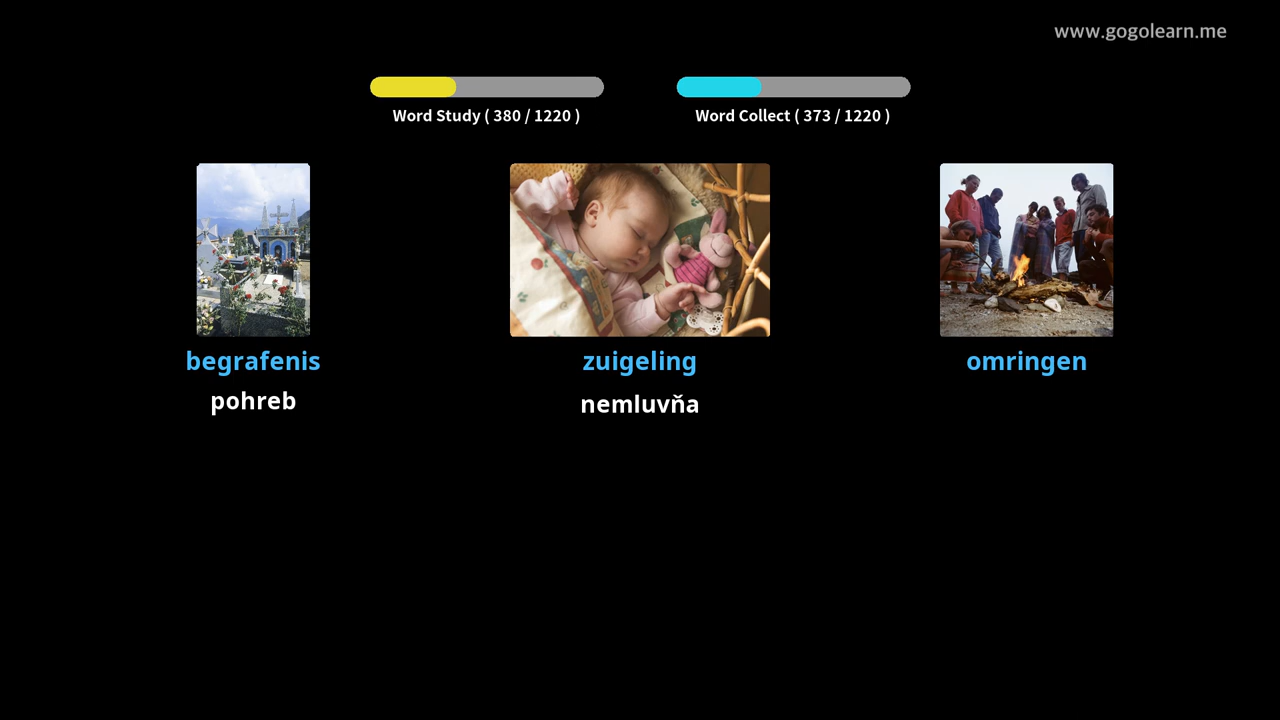 www.gogolearn.me
Word Study ( 380 / 1220 )
Word Collect ( 373 / 1220 )
begrafenis
zuigeling
omringen
pohreb
nemluvňa